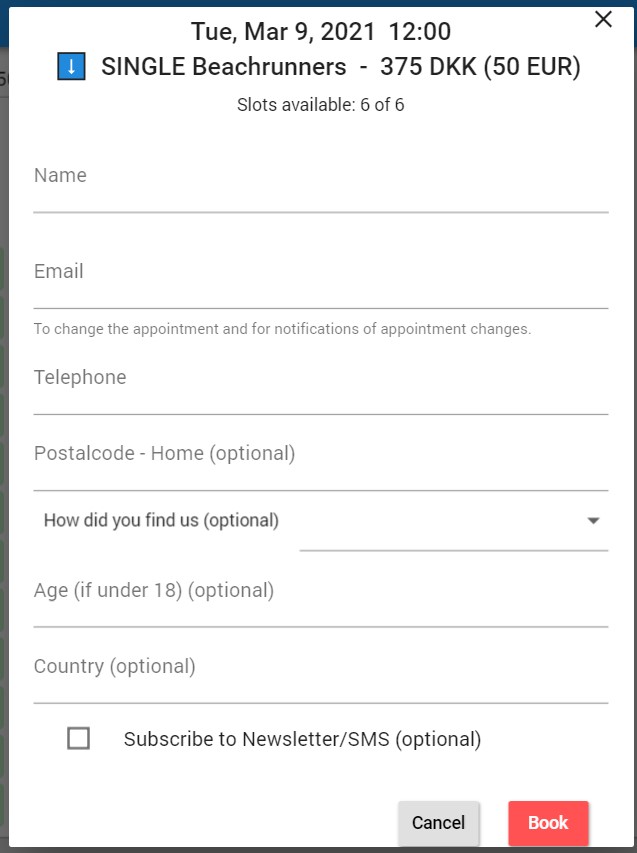 Tue, Mar 9, 2021 12:00
⬇ SINGLE Beachrunners - 375 DKK (50 EUR)
Slots available: 6 of 6
Name
Email
To change the appointment and for notifications of appointment changes.
Telephone
Postalcode - Home (optional)
How did you find us (optional)
Age (if under 18) (optional)
Country (optional)
Subscribe to Newsletter/SMS (optional)
Cancel Book